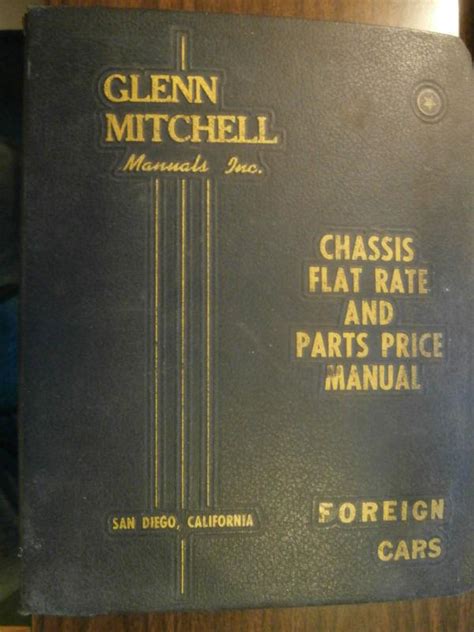 GLENN
MITCHELL
Manuals Inc.
CHASSIS
FLAT RATE
AND
PARTS PRICE
MANUAL
SAN DIEGO, CALIFORNIA
FOREIGN
CARS